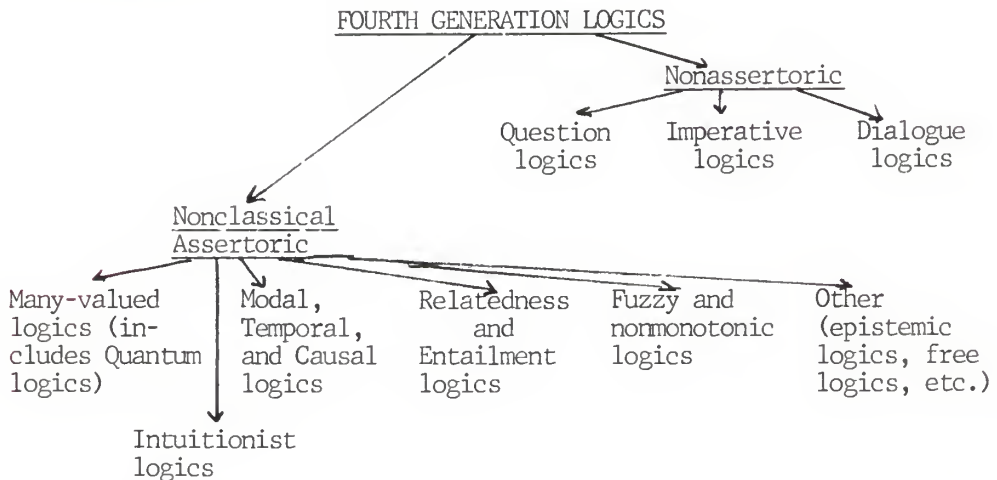 FOURTH GENERATION LOGICS
Nonassertoric
Question
logics
Imperative
logics
Dialogue
logics
Nonclassical
Assertoric
Many-valued
logics (in-
cludes Quantum
logics)
Modal,
Temporal,
and Causal
logics
Relatedness
and
Entailment
logics
Fuzzy and
nonmonotonic
logics
Other
(epistemic
logics, free
logics, etc.)
Intuitionist
logics